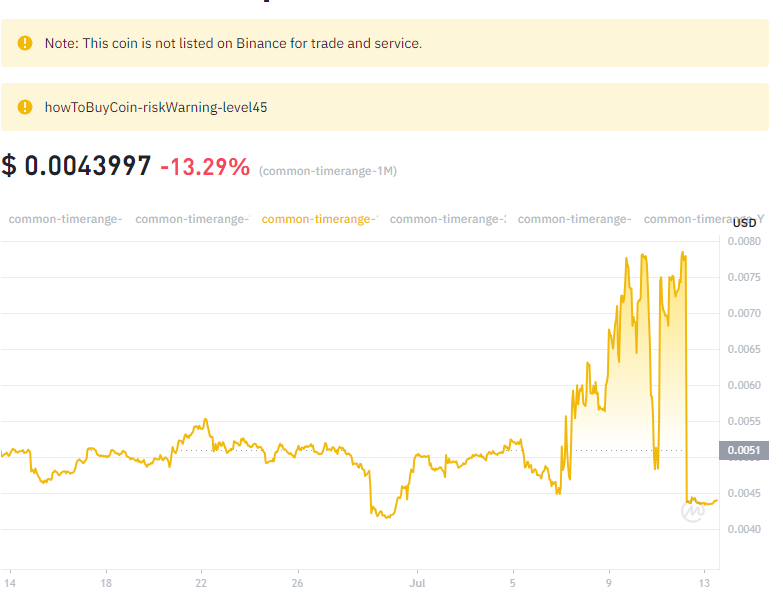 Note: This coin is not listed on Binance for trade and service.
howToBuyCoin-riskWarning-level45
$ 0.0043997 -13.29% (common-timerange-1M)
common-timerange- common-timerange- common-timerange- common-timerange- common-timerange- common-timerange-Y
USD
0.0080
0.0075
0.0070
0.0065
0.0060
0.0055
0.0051
0.0045
0.0040
14 18 22 26 Jul 5 9 13